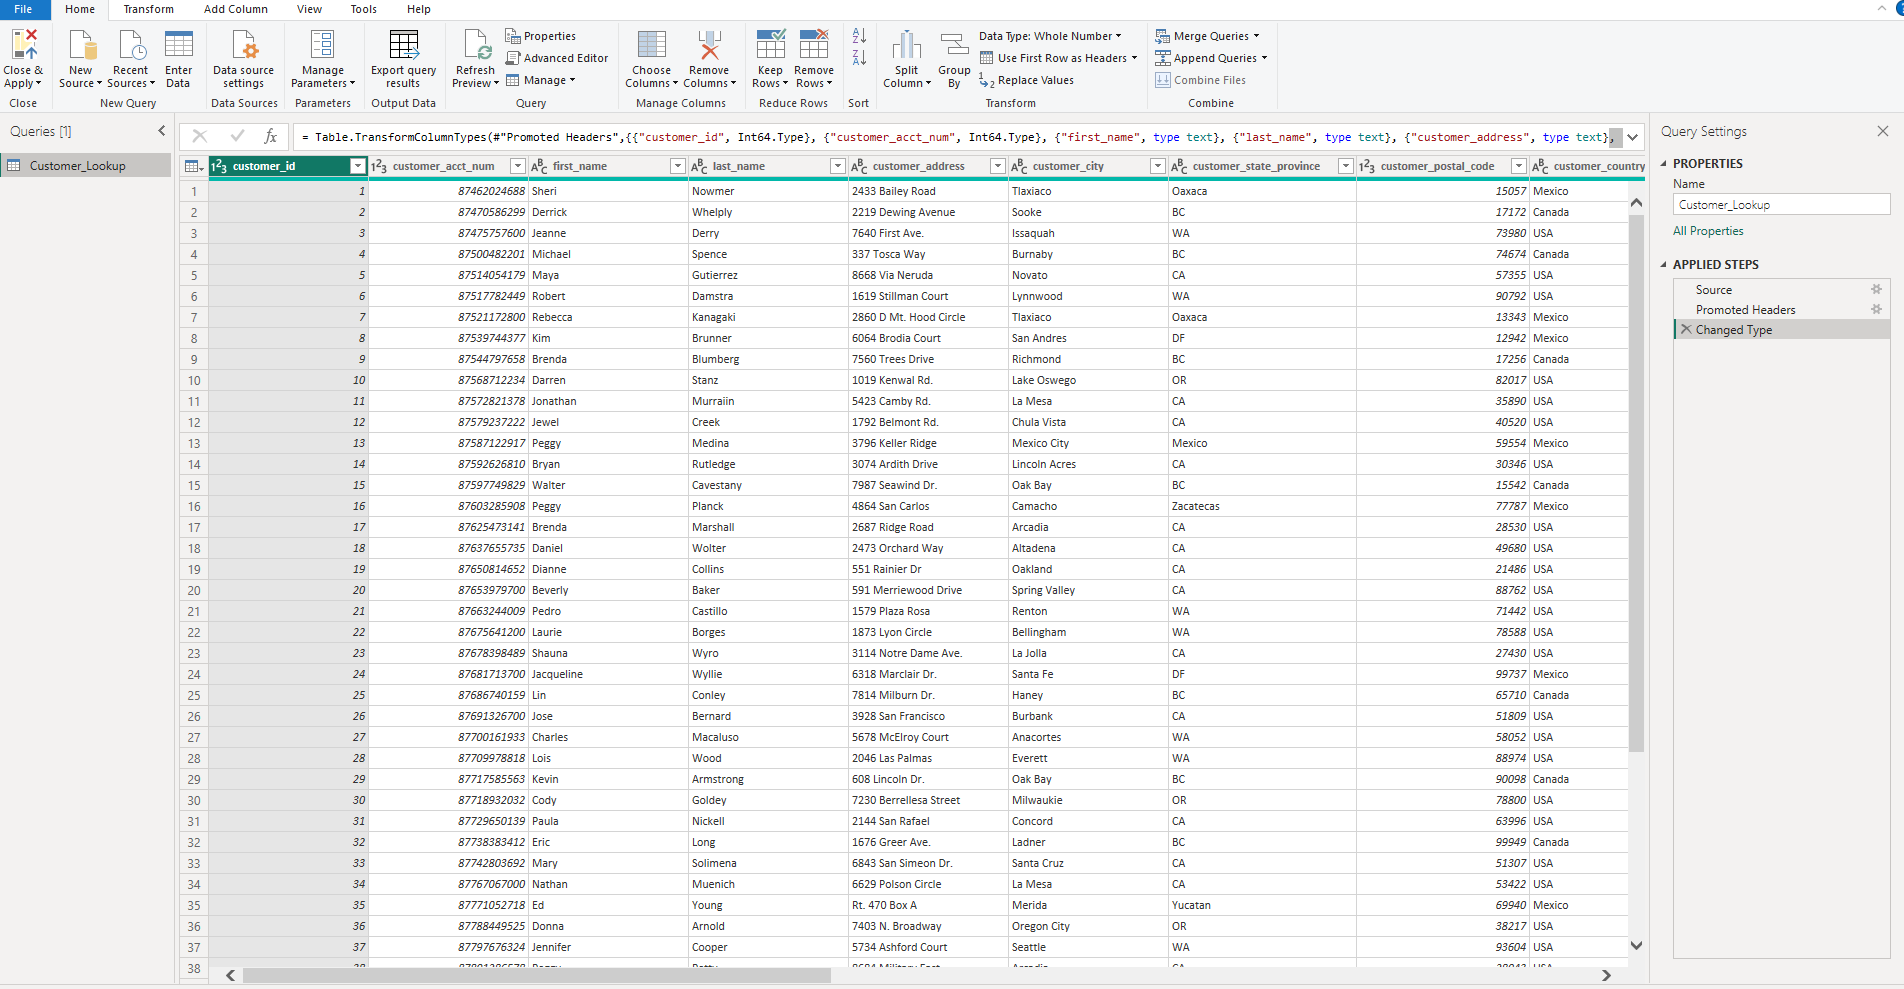 File Home Transform Add Column View Tools Help
Close & Apply
New Source
Recent Sources
Enter Data
Data source settings
Manage Parameters
Export query results
Refresh Preview
Properties
Advanced Editor
Manage
Choose Columns
Remove Columns
Keep Rows
Remove Rows
Split Column
Group By
Data Type: Whole Number
Use First Row as Headers
Replace Values
Merge Queries
Append Queries
Combine Files
Close New Query Data Sources Parameters Output Data Query Manage Columns Reduce Rows Sort Transform Combine
Queries [1]
Customer_Lookup
fx = Table.TransformColumnTypes(#"Promoted Headers",{{"customer_id", Int64.Type}, {"customer_acct_num", Int64.Type}, {"first_name", type text}, {"last_name", type text}, {"customer_address", type text},
customer_id customer_acct_num first_name last_name customer_address customer_city customer_state_province customer_postal_code customer_country
1 1 87462024688 Sheri Nowmer 2433 Bailey Road Tlaxiaco Oaxaca 15057 Mexico
2 2 87470586299 Derrick Whelply 2219 Dewing Avenue Sooke BC 17172 Canada
3 3 87475757600 Jeanne Derry 7640 First Ave. Issaquah WA 73980 USA
4 4 87500482201 Michael Spence 337 Tosca Way Burnaby BC 74674 Canada
5 5 87514054179 Maya Gutierrez 8668 Via Neruda Novato CA 57355 USA
6 6 87517782449 Robert Damstra 1619 Stillman Court Lynnwood WA 90792 USA
7 7 87521172800 Rebecca Kanagaki 2860 D Mt. Hood Circle Tlaxiaco Oaxaca 13343 Mexico
8 8 87539744377 Kim Brunner 6064 Brodia Court San Andres DF 12942 Mexico
9 9 87544797658 Brenda Blumberg 7560 Trees Drive Richmond BC 17256 Canada
10 10 87568712234 Darren Stanz 1019 Kenwal Rd. Lake Oswego OR 82017 USA
11 11 87572821378 Jonathan Murraiin 5423 Camby Rd. La Mesa CA 35890 USA
12 12 87579237222 Jewel Creek 1792 Belmont Rd. Chula Vista CA 40520 USA
13 13 87587122917 Peggy Medina 3796 Keller Ridge Mexico City Mexico 59554 Mexico
14 14 87592626810 Bryan Rutledge 3074 Ardith Drive Lincoln Acres CA 30346 USA
15 15 87597749829 Walter Cavestany 7987 Seawind Dr. Oak Bay BC 15542 Canada
16 16 87603285908 Peggy Planck 4864 San Carlos Camacho Zacatecas 77787 Mexico
17 17 87625473141 Brenda Marshall 2687 Ridge Road Arcadia CA 28530 USA
18 18 87637655735 Daniel Wolter 2473 Orchard Way Altadena CA 49680 USA
19 19 87650814652 Dianne Collins 551 Rainier Dr Oakland CA 21486 USA
20 20 87653979700 Beverly Baker 591 Merriewood Drive Spring Valley CA 88762 USA
21 21 87663244009 Pedro Castillo 1579 Plaza Rosa Renton WA 71442 USA
22 22 87675641200 Laurie Borges 1873 Lyon Circle Bellingham WA 78588 USA
23 23 87678398489 Shauna Wyro 3114 Notre Dame Ave. La Jolla CA 27430 USA
24 24 87681713700 Jacqueline Wyllie 6318 Marclair Dr. Santa Fe DF 99737 Mexico
25 25 87686740159 Lin Conley 7814 Milburn Dr. Haney BC 65710 Canada
26 26 87691326700 Jose Bernard 3928 San Francisco Burbank CA 51809 USA
27 27 87700161933 Charles Macaluso 5678 McElroy Court Anacortes WA 58052 USA
28 28 87709978818 Lois Wood 2046 Las Palmas Everett WA 88974 USA
29 29 87717585563 Kevin Armstrong 608 Lincoln Dr. Oak Bay BC 90098 Canada
30 30 87718932032 Cody Goldey 7230 Berrellesa Street Milwaukie OR 78800 USA
31 31 87729650139 Paula Nickell 2144 San Rafael Concord CA 63996 USA
32 32 87738383412 Eric Long 1676 Greer Ave. Ladner BC 99949 Canada
33 33 87742803692 Mary Solimena 6843 San Simeon Dr. Santa Cruz CA 51307 USA
34 34 87767067000 Nathan Muenich 6629 Polson Circle La Mesa CA 53422 USA
35 35 87771052718 Ed Young Rt. 470 Box A Merida Yucatan 69940 Mexico
36 36 87788449525 Donna Arnold 7403 N. Broadway Oregon City OR 38217 USA
37 37 87797676324 Jennifer Cooper 5734 Ashford Court Seattle WA 93604 USA
38
Query Settings
PROPERTIES
Name
Customer_Lookup
All Properties
APPLIED STEPS
Source
Promoted Headers
Changed Type